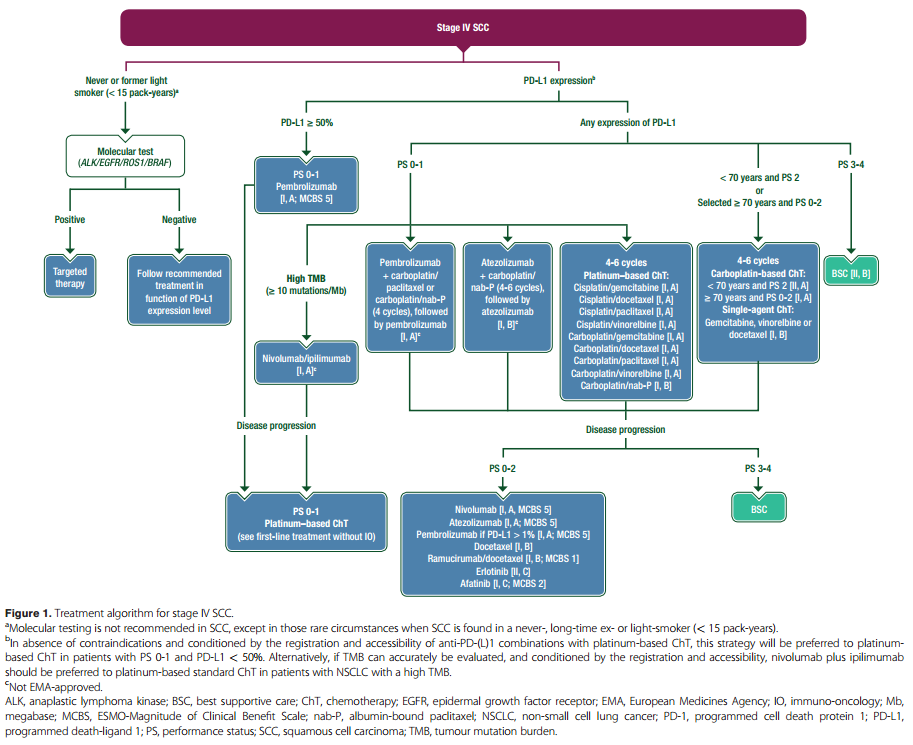 Stage IV SCC
Never or former light
smoker (< 15 pack-years)ᵃ
PD-L1 expressionᵇ
Molecular test
(ALK/EGFR/ROS1/BRAF)
Positive
Negative
Targeted
therapy
Follow recommended
treatment in
function of PD-L1
expression level
PD-L1 ≥ 50%
Any expression of PD-L1
PS 0-1
Pembrolizumab
[I, A; MCBS 5]
PS 0-1
< 70 years and PS 2
or
Selected ≥ 70 years and PS 0-2
PS 3-4
High TMB
(≥ 10 mutations/Mb)
Nivolumab/ipilimumab
[I, A]ᶜ
Pembrolizumab
+ carboplatin/
paclitaxel or
carboplatin/nab-P
(4 cycles), followed
by pembrolizumab
[I, A]ᶜ
Atezolizumab
+ carboplatin/
nab-P (4-6 cycles),
followed by
atezolizumab
[I, B]ᶜ
4-6 cycles
Platinum–based ChT:
Cisplatin/gemcitabine [I, A]
Cisplatin/docetaxel [I, A]
Cisplatin/paclitaxel [I, A]
Cisplatin/vinorelbine [I, A]
Carboplatin/gemcitabine [I, A]
Carboplatin/docetaxel [I, A]
Carboplatin/paclitaxel [I, A]
Carboplatin/vinorelbine [I, A]
Carboplatin/nab-P [I, B]
4-6 cycles
Carboplatin-based ChT:
< 70 years and PS 2 [II, A]
≥ 70 years and PS 0-2 [I, A]
Single-agent ChT:
Gemcitabine, vinorelbine or
docetaxel [I, B]
BSC [II, B]
Disease progression
Disease progression
PS 0-2
PS 3-4
PS 0-1
Platinum–based ChT
(see first-line treatment without IO)
Nivolumab [I, A, MCBS 5]
Atezolizumab [I, A; MCBS 5]
Pembrolizumab if PD-L1 > 1% [I, A; MCBS 5]
Docetaxel [I, B]
Ramucirumab/docetaxel [I, B; MCBS 1]
Erlotinib [II, C]
Afatinib [I, C; MCBS 2]
BSC
Figure 1. Treatment algorithm for stage IV SCC.
ᵃMolecular testing is not recommended in SCC, except in those rare circumstances when SCC is found in a never-, long-time ex- or light-smoker (< 15 pack-years).
ᵇIn absence of contraindications and conditioned by the registration and accessibility of anti-PD-(L)1 combinations with platinum-based ChT, this strategy will be preferred to platinum-
based ChT in patients with PS 0-1 and PD-L1 < 50%. Alternatively, if TMB can accurately be evaluated, and conditioned by the registration and accessibility, nivolumab plus ipilimumab
should be preferred to platinum-based standard ChT in patients with NSCLC with a high TMB.
ᶜNot EMA-approved.
ALK, anaplastic lymphoma kinase; BSC, best supportive care; ChT, chemotherapy; EGFR, epidermal growth factor receptor; EMA, European Medicines Agency; IO, immuno-oncology; Mb,
megabase; MCBS, ESMO-Magnitude of Clinical Benefit Scale; nab-P, albumin-bound paclitaxel; NSCLC, non-small cell lung cancer; PD-1, programmed cell death protein 1; PD-L1,
programmed death-ligand 1; PS, performance status; SCC, squamous cell carcinoma; TMB, tumour mutation burden.